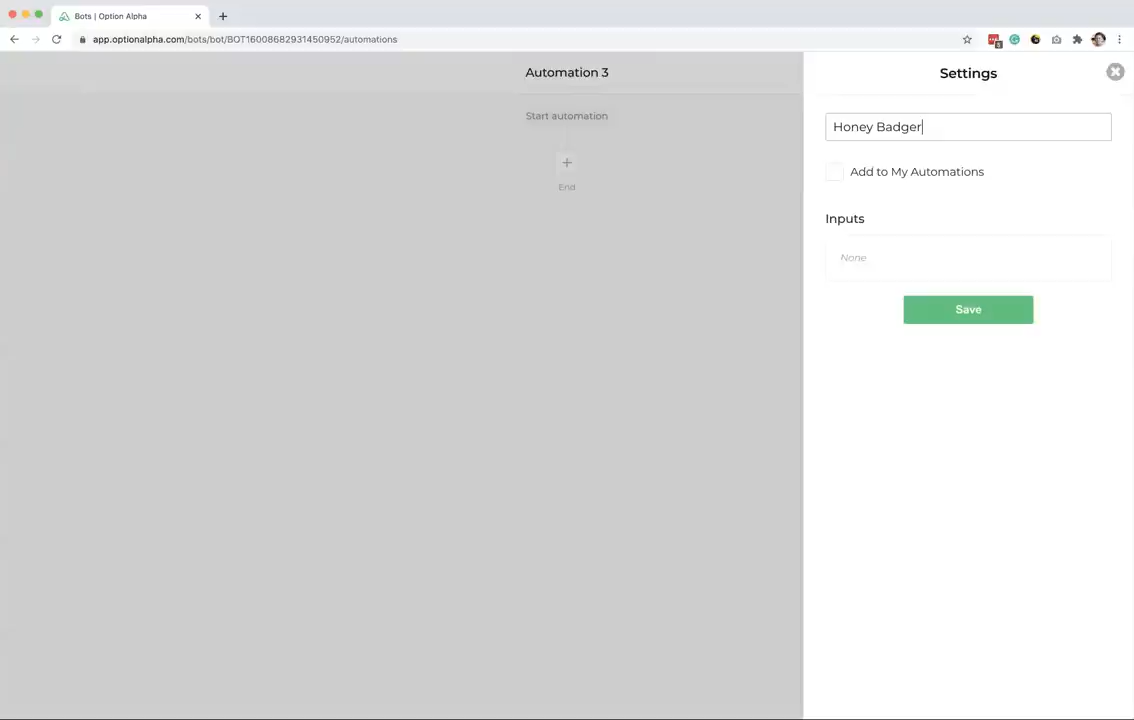 Bots | Option Alpha
app.optionalpha.com/bots/bot/BOT16008682931450952/automations
Automation 3
Start automation
End
Settings
Honey Badger
Add to My Automations
Inputs
None
Save